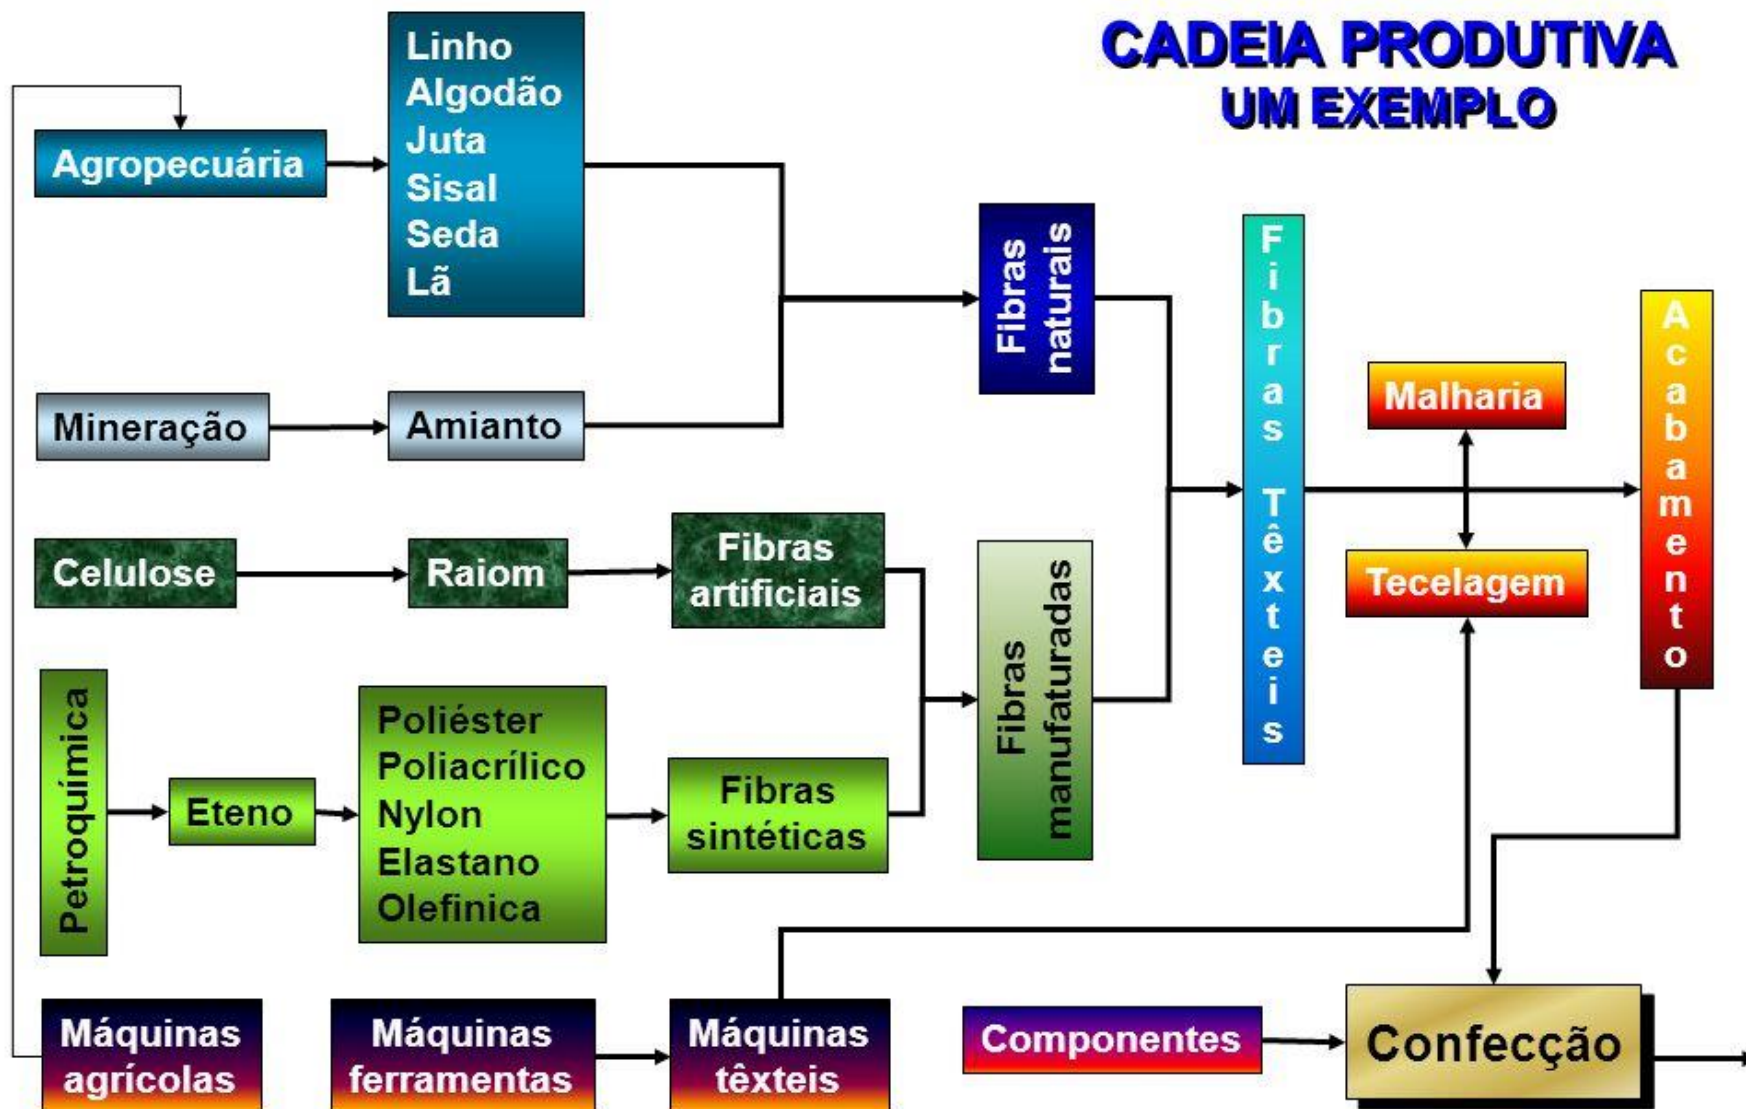 CADEIA PRODUTIVA
UM EXEMPLO
Agropecuária
Linho
Algodão
Juta
Sisal
Seda
Lã
Mineração
Amianto
Fibras
naturais
Celulose
Raiom
Fibras
artificiais
Petroquímica
Eteno
Poliéster
Poliacrílico
Nylon
Elastano
Olefinica
Fibras
sintéticas
Fibras
manufaturadas
Fibras Têxteis
Malharia
Tecelagem
Acabamento
Máquinas
agrícolas
Máquinas
ferramentas
Máquinas
têxteis
Componentes
Confecção